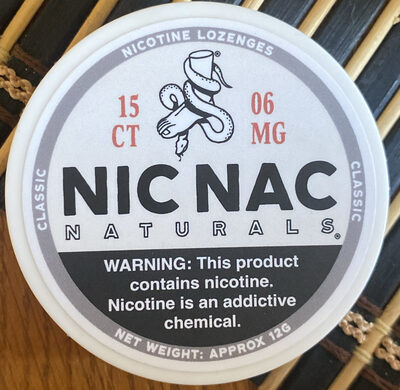 NICOTINE LOZENGES
15
CT
06
MG
CLASSIC
CLASSIC
NIC NAC
NATURALS®
WARNING: This product
contains nicotine.
Nicotine is an addictive
chemical.
NET WEIGHT: APPROX 12G